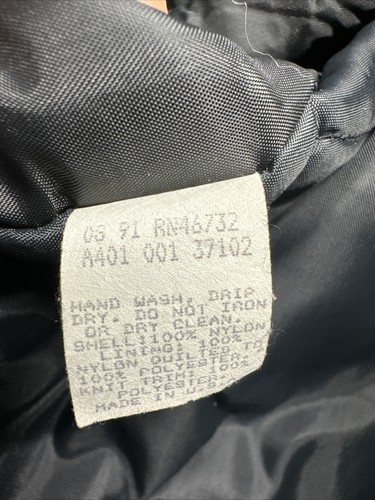 08 91 RN46732
A401 001 37102
HAND WASH, DRIP
DRY. DO NOT IRON
OR DRY CLEAN.
SHELL:100% NYLON
LINING: 100%
NYLON QUILTED TO
100% POLYESTER.
KNIT TRIM: 100%
POLYESTER
MADE IN U.S.A.